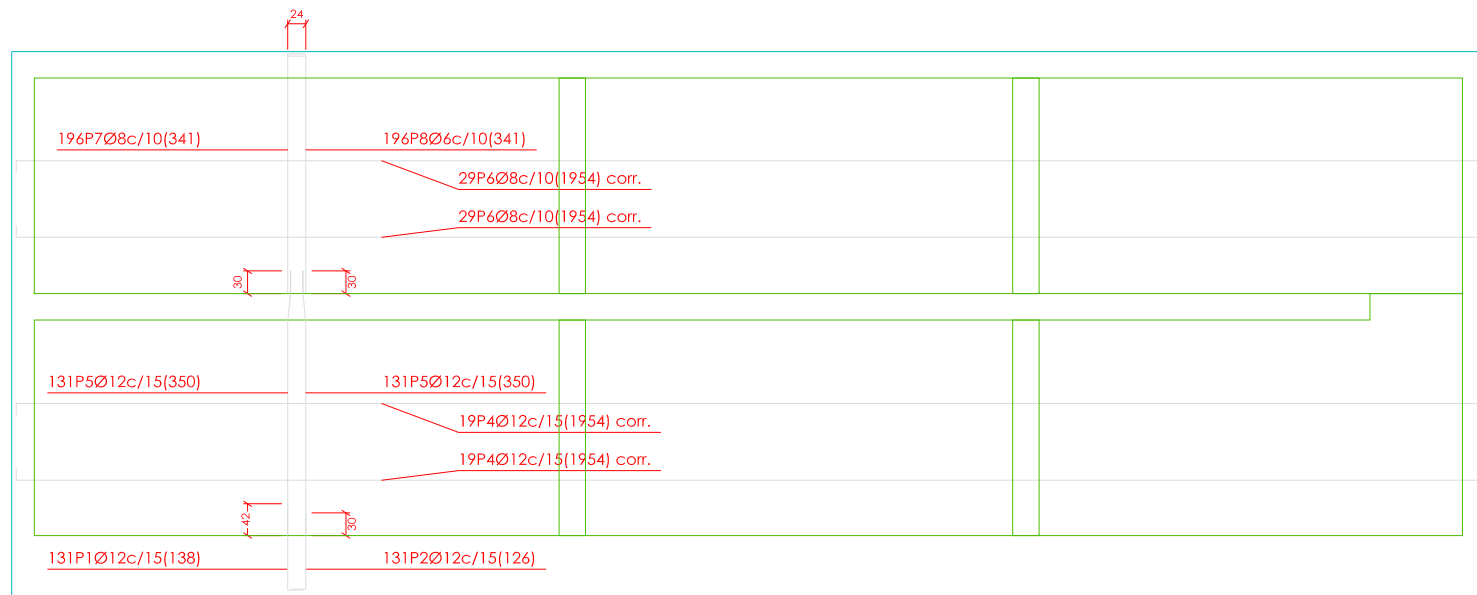 24
196P7Ø8c/10(341)
196P8Ø6c/10(341)
29P6Ø8c/10(1954) corr.
29P6Ø8c/10(1954) corr.
30
30
131P5Ø12c/15(350)
131P5Ø12c/15(350)
19P4Ø12c/15(1954) corr.
19P4Ø12c/15(1954) corr.
42
30
131P1Ø12c/15(138)
131P2Ø12c/15(126)